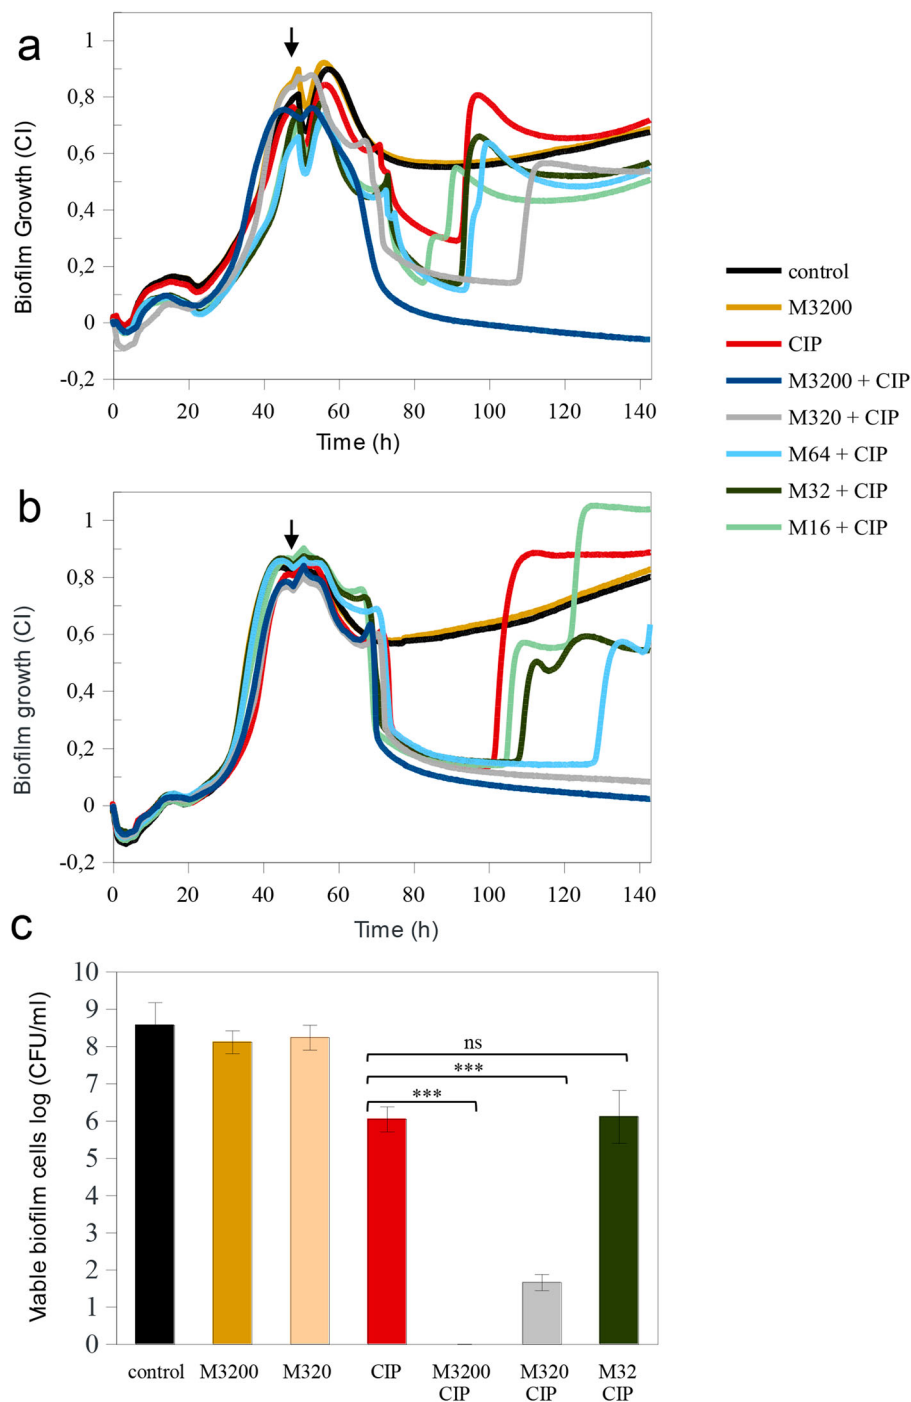 a
Biofilm Growth (CI)
1
0,8
0,6
0,4
0,2
0
-0,2
0 20 40 60 80 100 120 140
Time (h)
control
M3200
CIP
M3200 + CIP
M320 + CIP
M64 + CIP
M32 + CIP
M16 + CIP
b
Biofilm growth (CI)
1
0,8
0,6
0,4
0,2
0
-0,2
0 20 40 60 80 100 120 140
Time (h)
c
Viable biofilm cells log (CFU/ml)
10
9
8
7
6
5
4
3
2
1
0
ns
***
***
control M3200 M320 CIP M3200 M320 M32
CIP CIP CIP